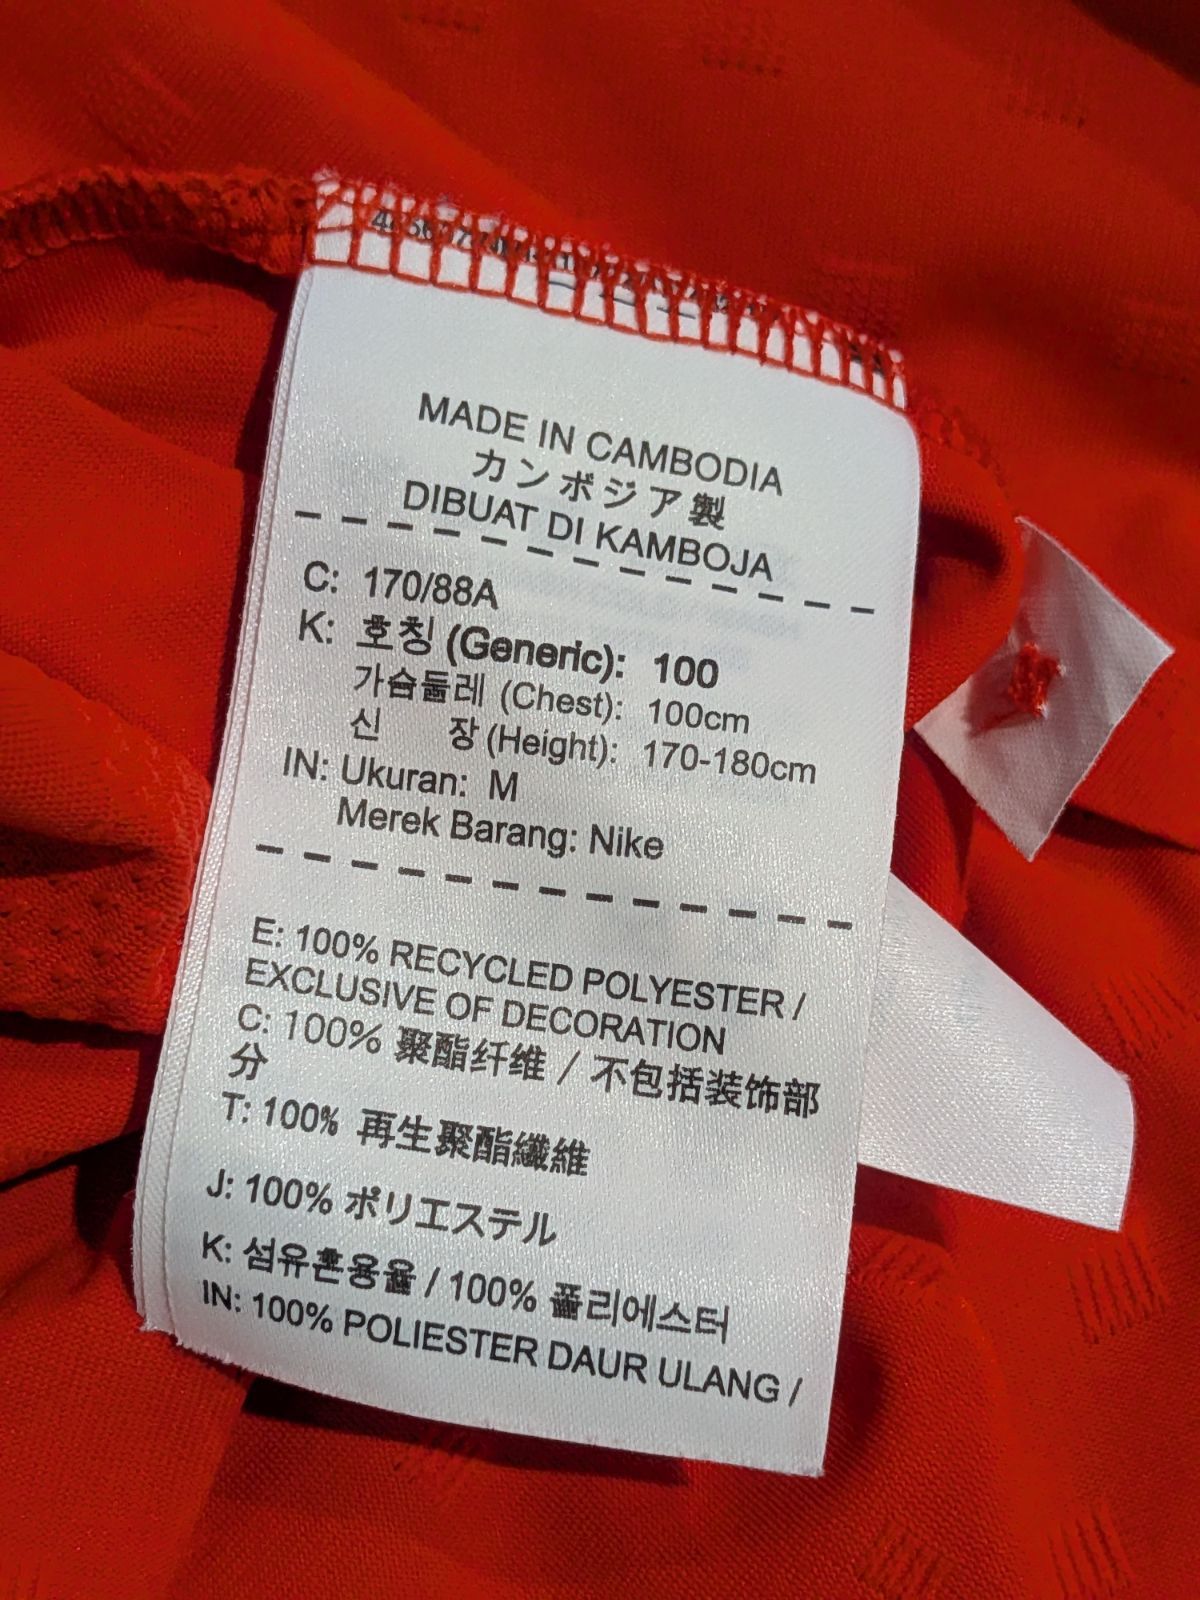 MADE IN CAMBODIA
カンボジア製
DIBUAT DI KAMBOJA
C: 170/88A
K: 호칭 (Generic): 100
가슴둘레 (Chest): 100cm
신 장 (Height): 170-180cm
IN: Ukuran: M
Merek Barang: Nike
E: 100% RECYCLED POLYESTER /
EXCLUSIVE OF DECORATION
C: 100% 聚酯纤维 / 不包括装饰部
分
T: 100% 再生聚酯纖維
J: 100% ポリエステル
K: 섬유혼용율 / 100% 폴리에스터
IN: 100% POLIESTER DAUR ULANG /